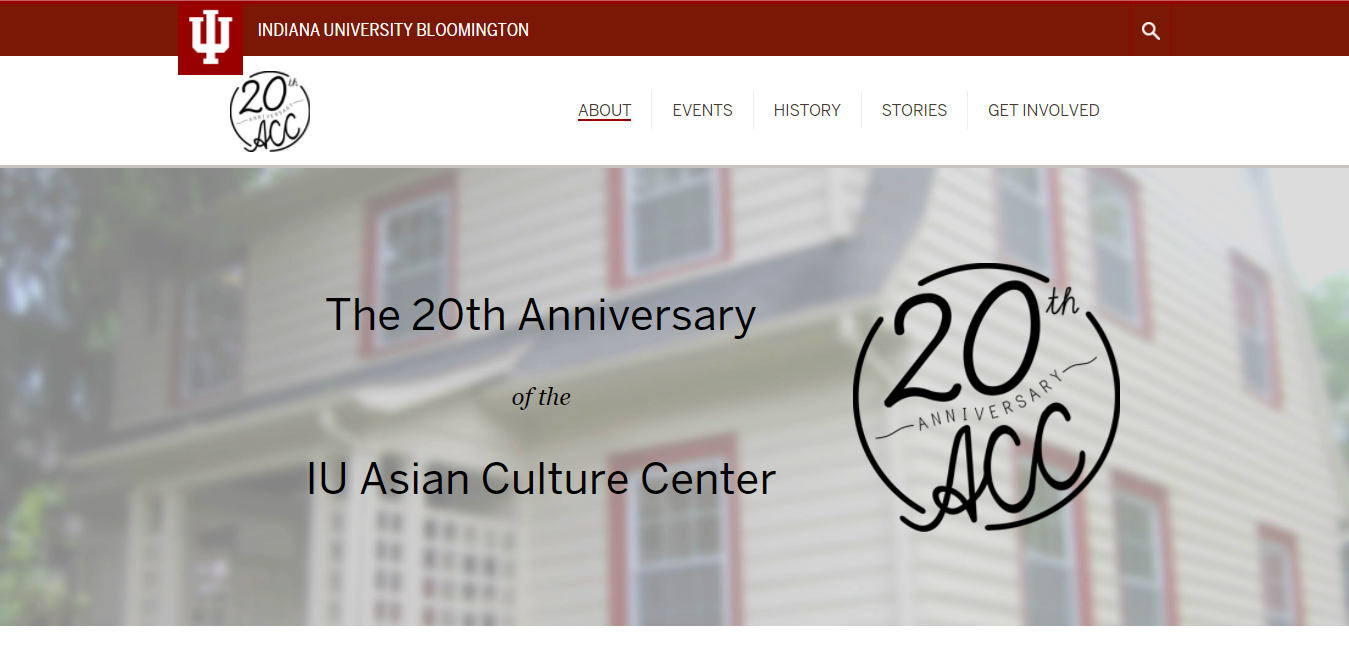 INDIANA UNIVERSITY BLOOMINGTON
20th
ANNIVERSARY
ACC
ABOUT
EVENTS
HISTORY
STORIES
GET INVOLVED
The 20th Anniversary
of the
IU Asian Culture Center
20th
ANNIVERSARY
ACC